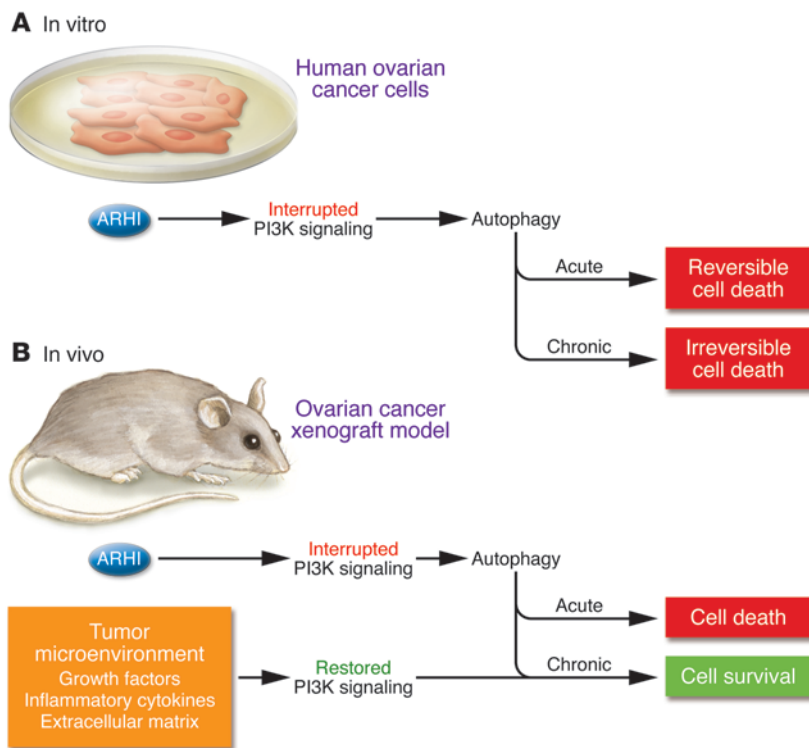 A In vitro
Human ovarian
cancer cells
ARHI
Interrupted
PI3K signaling
Autophagy
Acute
Reversible
cell death
Chronic
Irreversible
cell death
B In vivo
Ovarian cancer
xenograft model
ARHI
Interrupted
PI3K signaling
Autophagy
Acute
Cell death
Tumor
microenvironment
Growth factors
Inflammatory cytokines
Extracellular matrix
Restored
PI3K signaling
Chronic
Cell survival